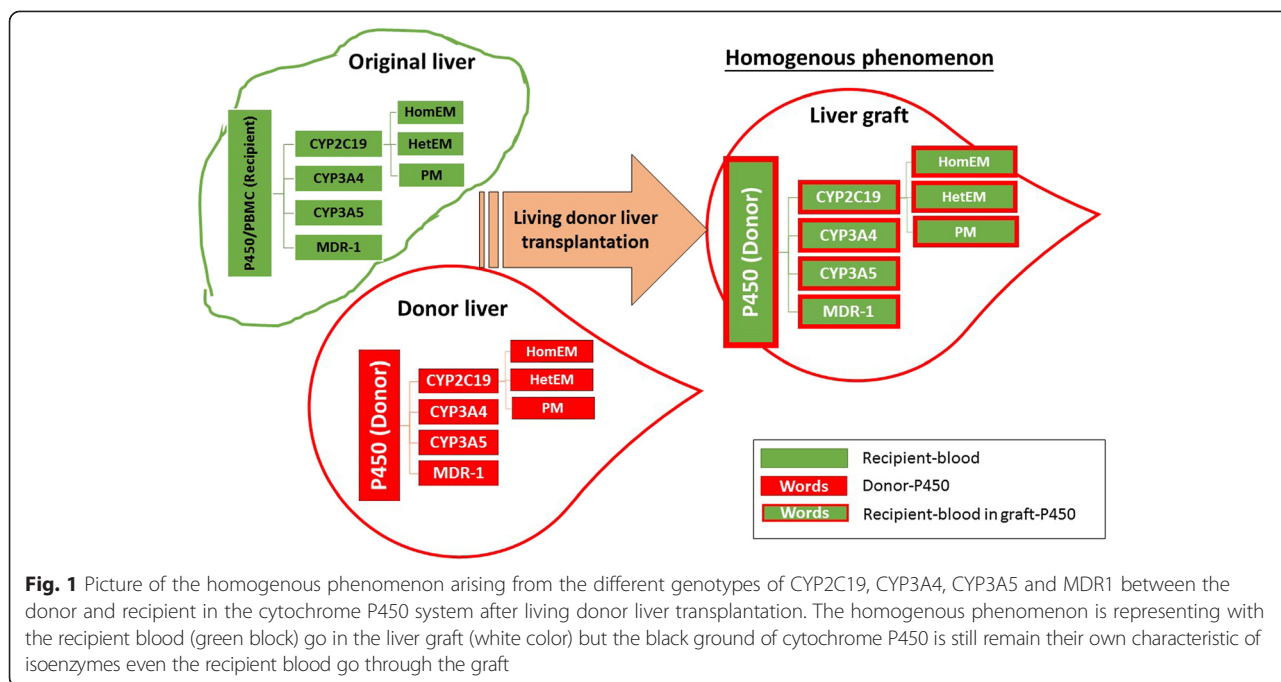 Original liver
P450/PBMC (Recipient)
CYP2C19
CYP3A4
CYP3A5
MDR-1
HomEM
HetEM
PM
Living donor liver
transplantation
Donor liver
P450 (Donor)
CYP2C19
CYP3A4
CYP3A5
MDR-1
HomEM
HetEM
PM
Homogenous phenomenon
Liver graft
P450 (Donor)
CYP2C19
CYP3A4
CYP3A5
MDR-1
HomEM
HetEM
PM
Recipient-blood
Words Donor-P450
Words Recipient-blood in graft-P450
Fig. 1 Picture of the homogenous phenomenon arising from the different genotypes of CYP2C19, CYP3A4, CYP3A5 and MDR1 between the
donor and recipient in the cytochrome P450 system after living donor liver transplantation. The homogenous phenomenon is representing with
the recipient blood (green block) go in the liver graft (white color) but the black ground of cytochrome P450 is still remain their own characteristic of
isoenzymes even the recipient blood go through the graft